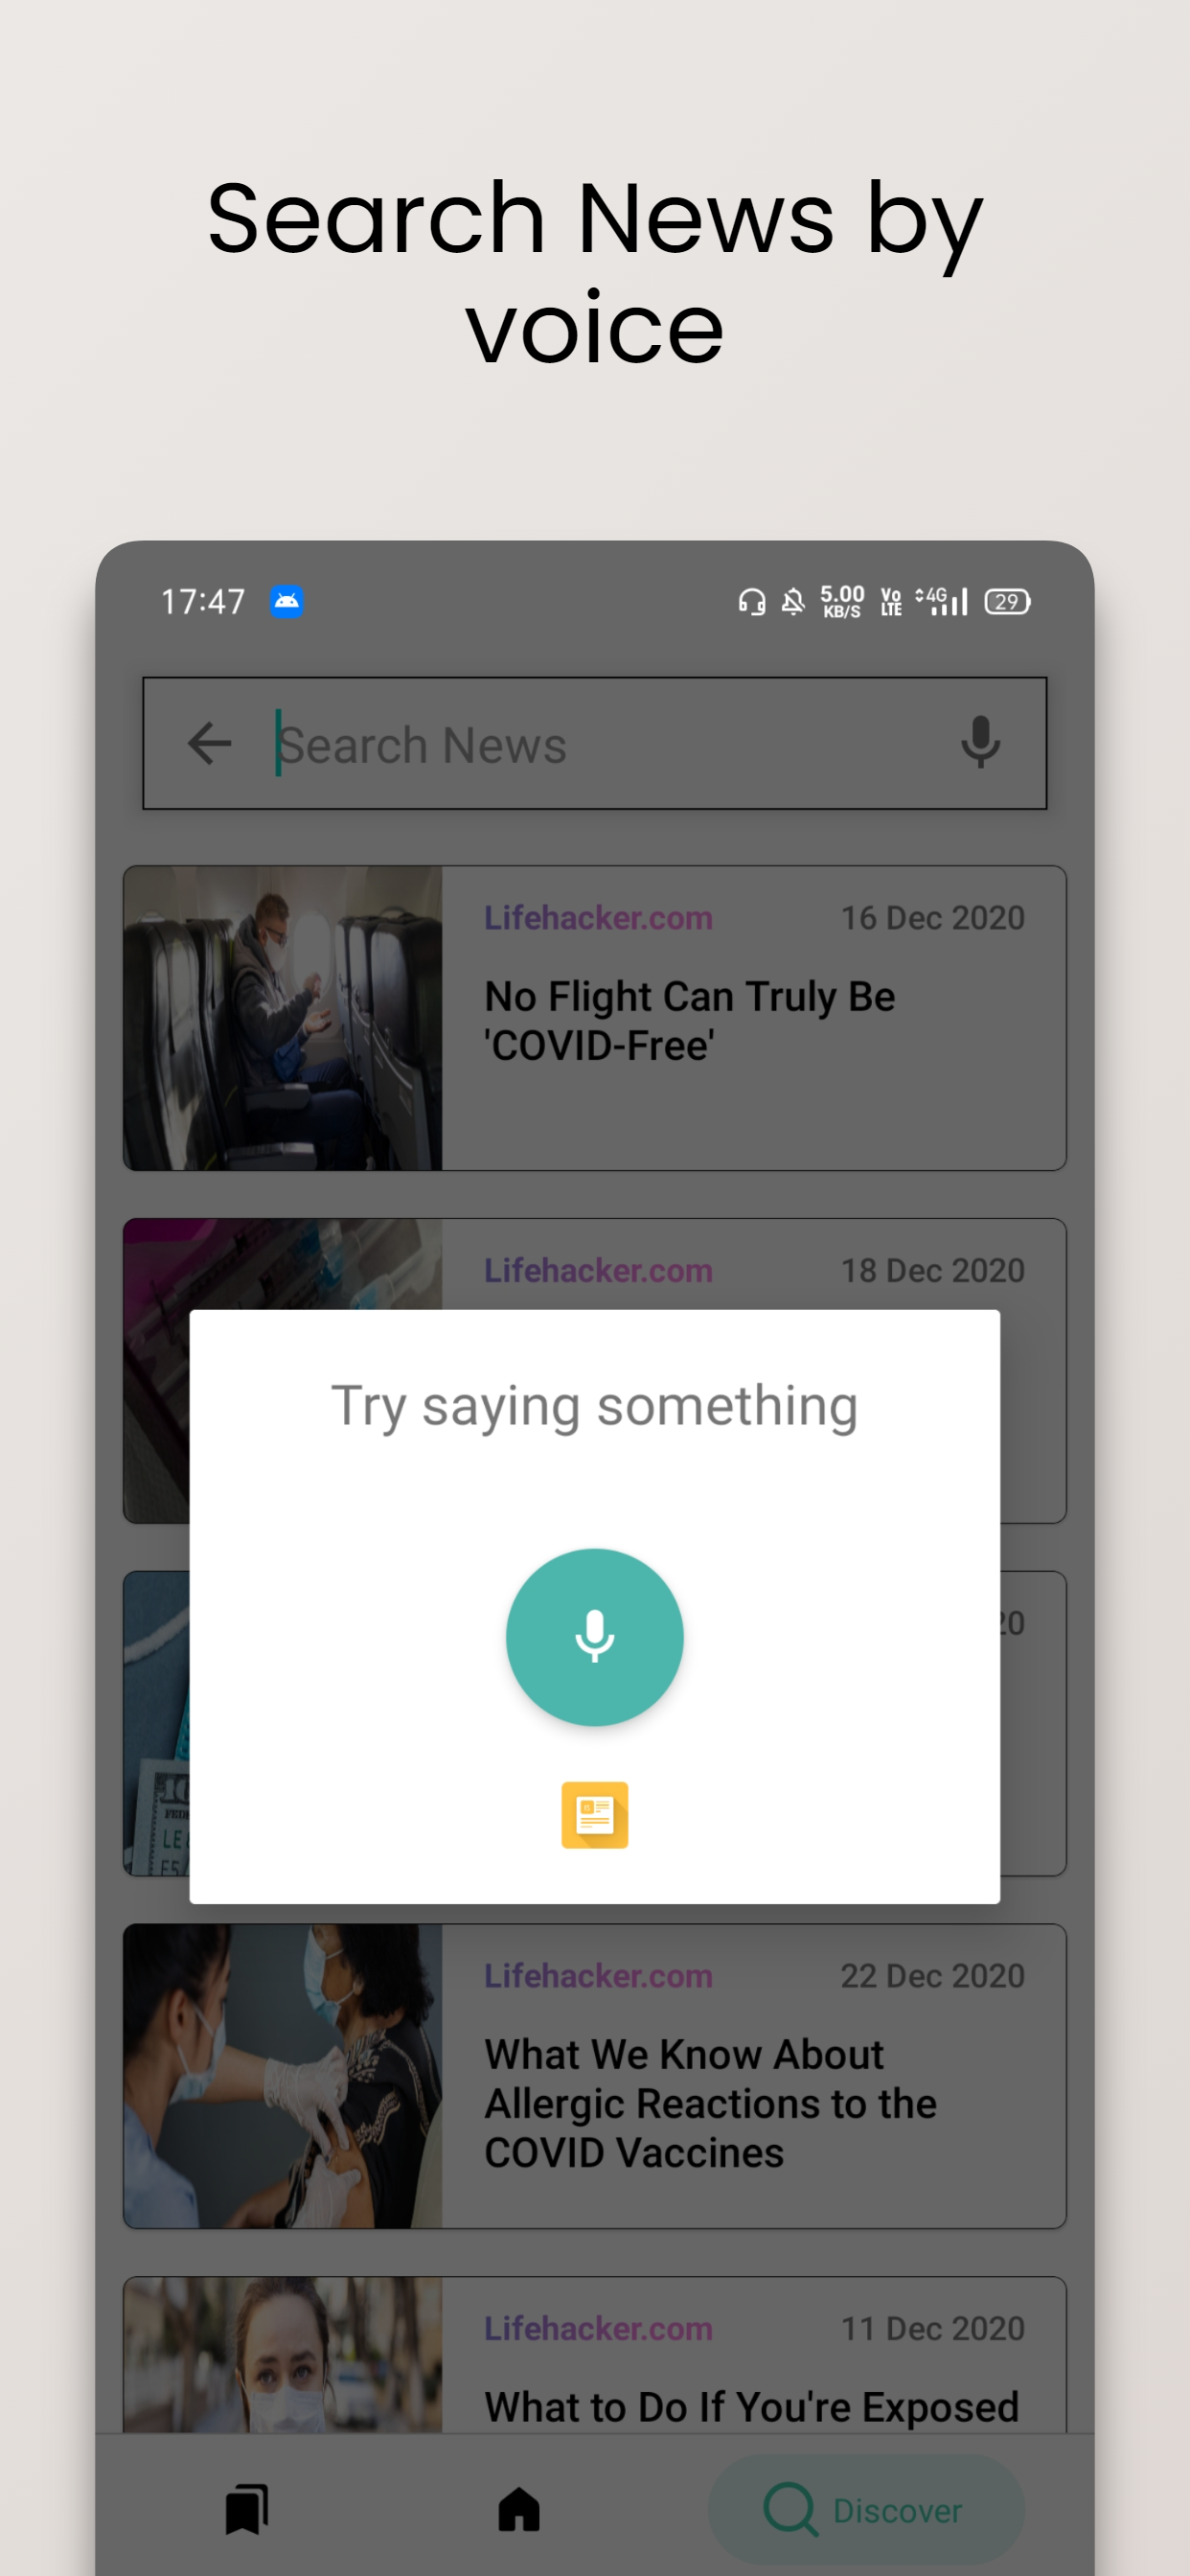 Search News by
voice
17:47
5.00
KB/S
Vo
LTE
4G
29
Search News
Lifehacker.com 16 Dec 2020
No Flight Can Truly Be
'COVID-Free'
Lifehacker.com 18 Dec 2020
Try saying something
20
Lifehacker.com 22 Dec 2020
What We Know About
Allergic Reactions to the
COVID Vaccines
Lifehacker.com 11 Dec 2020
What to Do If You're Exposed
Discover